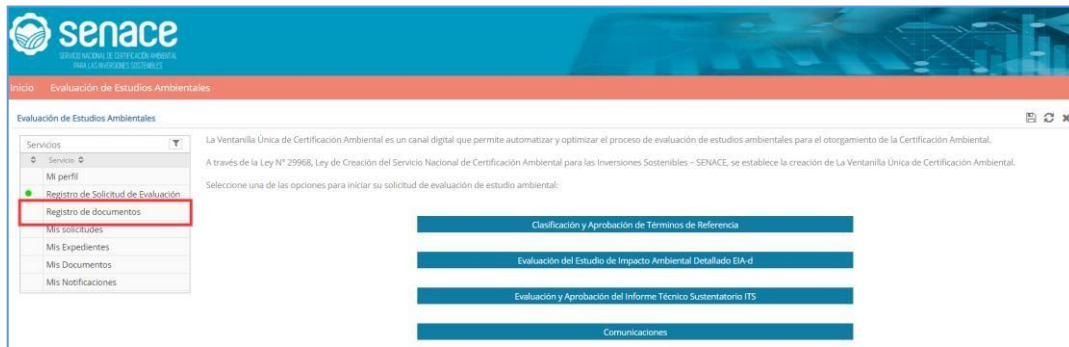 senace
SERVICIO NACIONAL DE CERTIFICACIÓN AMBIENTAL
PARA LAS INVERSIONES SOSTENIBLES
Inicio Evaluación de Estudios Ambientales
Evaluación de Estudios Ambientales
Servicios
Servicio
Mi perfil
Registro de Solicitud de Evaluación
Registro de documentos
Mis solicitudes
Mis Expedientes
Mis Documentos
Mis Notificaciones
La Ventanilla Única de Certificación Ambiental es un canal digital que permite automatizar y optimizar el proceso de evaluación de estudios ambientales para el otorgamiento de la Certificación Ambiental.
A través de la Ley N° 29968, Ley de Creación del Servicio Nacional de Certificación Ambiental para las Inversiones Sostenibles – SENACE, se establece la creación de La Ventanilla Única de Certificación Ambiental.
Seleccione una de las opciones para iniciar su solicitud de evaluación de estudio ambiental:
Clasificación y Aprobación de Términos de Referencia
Evaluación del Estudio de Impacto Ambiental Detallado EIA-d
Evaluación y Aprobación del Informe Técnico Sustentatorio ITS
Comunicaciones